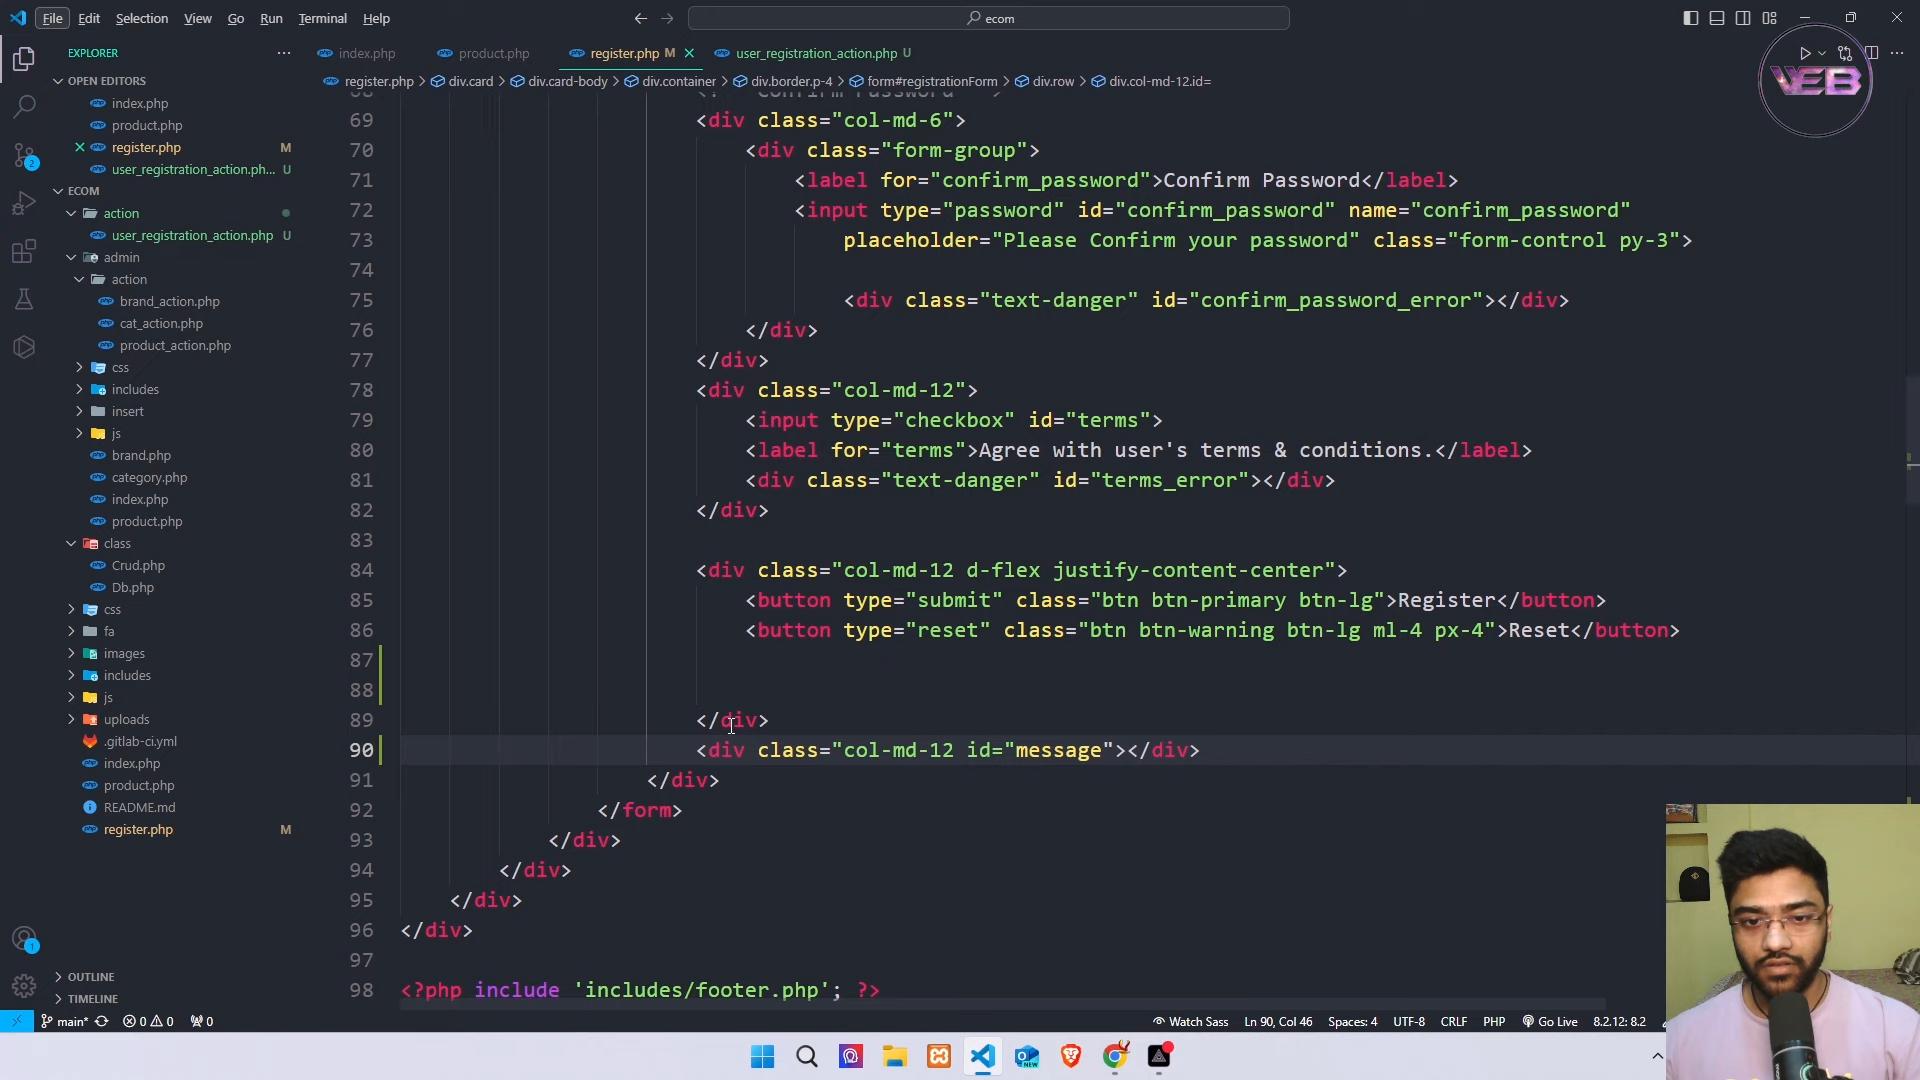 File Edit Selection View Go Run Terminal Help
ecom
EXPLORER
index.php
product.php
register.php M
user_registration_action.php U
register.php > div.card > div.card-body > div.container > div.border.p-4 > form#registrationForm > div.row > div.col-md-12.id=
VEB
OPEN EDITORS
index.php
product.php
register.php M
user_registration_action.ph... U
ECOM
action
user_registration_action.php U
admin
action
brand_action.php
cat_action.php
product_action.php
css
includes
insert
js
brand.php
category.php
index.php
product.php
class
Crud.php
Db.php
css
fa
images
includes
js
uploads
.gitlab-ci.yml
index.php
product.php
README.md
register.php M
OUTLINE
TIMELINE
69 <div class="col-md-6">
70 <div class="form-group">
71 <label for="confirm_password">Confirm Password</label>
72 <input type="password" id="confirm_password" name="confirm_password"
73 placeholder="Please Confirm your password" class="form-control py-3">
74
75 <div class="text-danger" id="confirm_password_error"></div>
76 </div>
77 </div>
78 <div class="col-md-12">
79 <input type="checkbox" id="terms">
80 <label for="terms">Agree with user's terms & conditions.</label>
81 <div class="text-danger" id="terms_error"></div>
82 </div>
83
84 <div class="col-md-12 d-flex justify-content-center">
85 <button type="submit" class="btn btn-primary btn-lg">Register</button>
86 <button type="reset" class="btn btn-warning btn-lg ml-4 px-4">Reset</button>
87
88
89 </div>
90 <div class="col-md-12 id="message"></div>
91 </div>
92 </form>
93 </div>
94 </div>
95 </div>
96 </div>
97
98 <?php include 'includes/footer.php'; ?>
main* 0 0 0
Watch Sass Ln 90, Col 46 Spaces: 4 UTF-8 CRLF PHP Go Live 8.2.12: 8.2